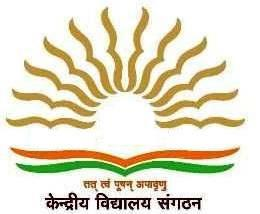 तत् त्वं पूषन् अपावृणु
केन्द्रीय विद्यालय संगठन